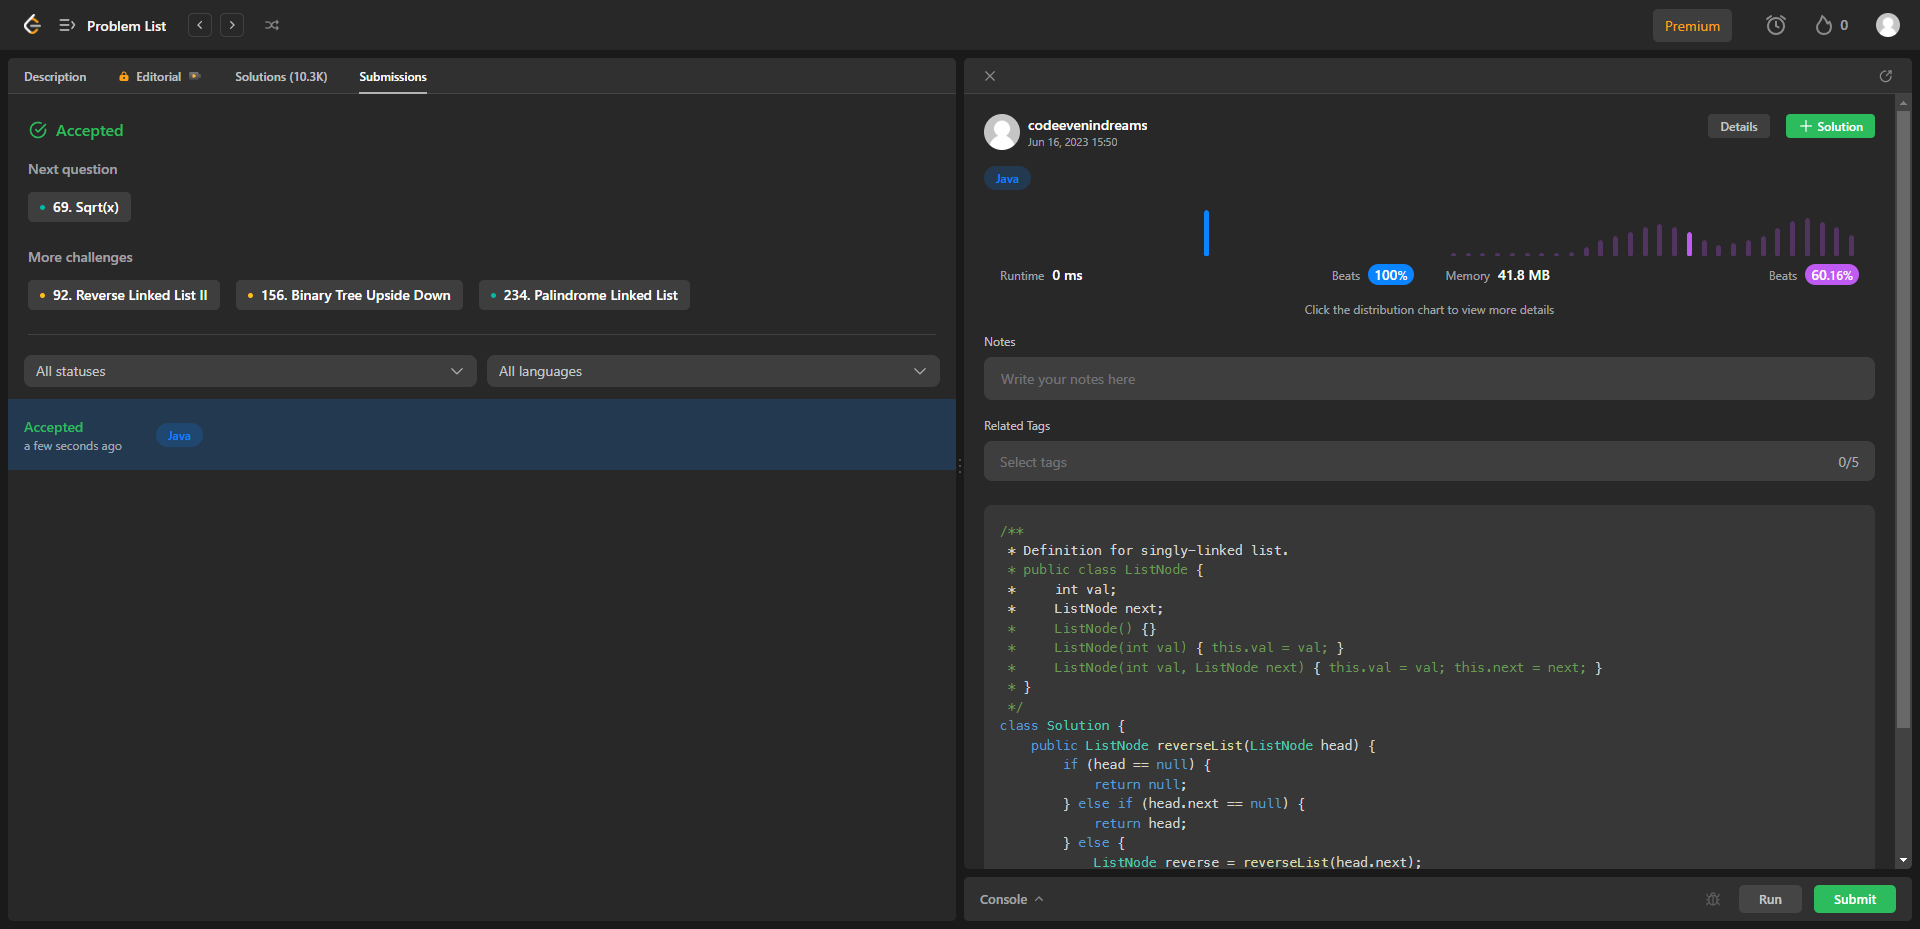 Problem List
Premium
0
Description
Editorial
Solutions (10.3K)
Submissions
Accepted
Next question
69. Sqrt(x)
More challenges
92. Reverse Linked List II
156. Binary Tree Upside Down
234. Palindrome Linked List
All statuses
All languages
Accepted
a few seconds ago
Java
codeevenindreams
Jun 16, 2023 15:50
Details
+ Solution
Java
Runtime 0 ms
Beats 100%
Memory 41.8 MB
Beats 60.16%
Click the distribution chart to view more details
Notes
Write your notes here
Related Tags
Select tags
0/5
/**
 * Definition for singly-linked list.
 * public class ListNode {
 *     int val;
 *     ListNode next;
 *     ListNode() {}
 *     ListNode(int val) { this.val = val; }
 *     ListNode(int val, ListNode next) { this.val = val; this.next = next; }
 * }
 */
class Solution {
    public ListNode reverseList(ListNode head) {
        if (head == null) {
            return null;
        } else if (head.next == null) {
            return head;
        } else {
            ListNode reverse = reverseList(head.next);
Console
Run
Submit